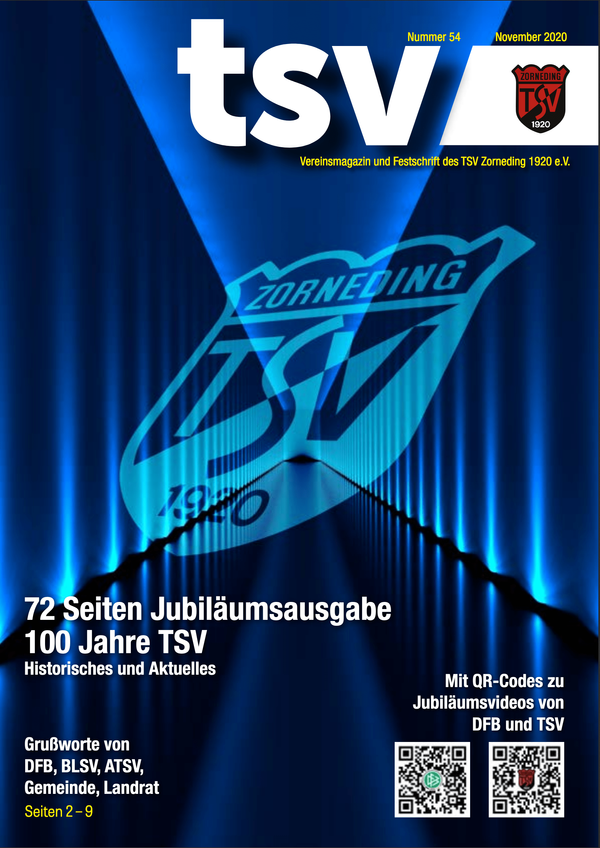 Nummer 54 November 2020
tsv
ZORNEDING
TSV
1920
Vereinsmagazin und Festschrift des TSV Zorneding 1920 e.V.
ZORNEDING
TSV
1920
72 Seiten Jubiläumsausgabe
100 Jahre TSV
Historisches und Aktuelles
Mit QR-Codes zu
Jubiläumsvideos von
DFB und TSV
Grußworte von
DFB, BLSV, ATSV,
Gemeinde, Landrat
Seiten 2 – 9